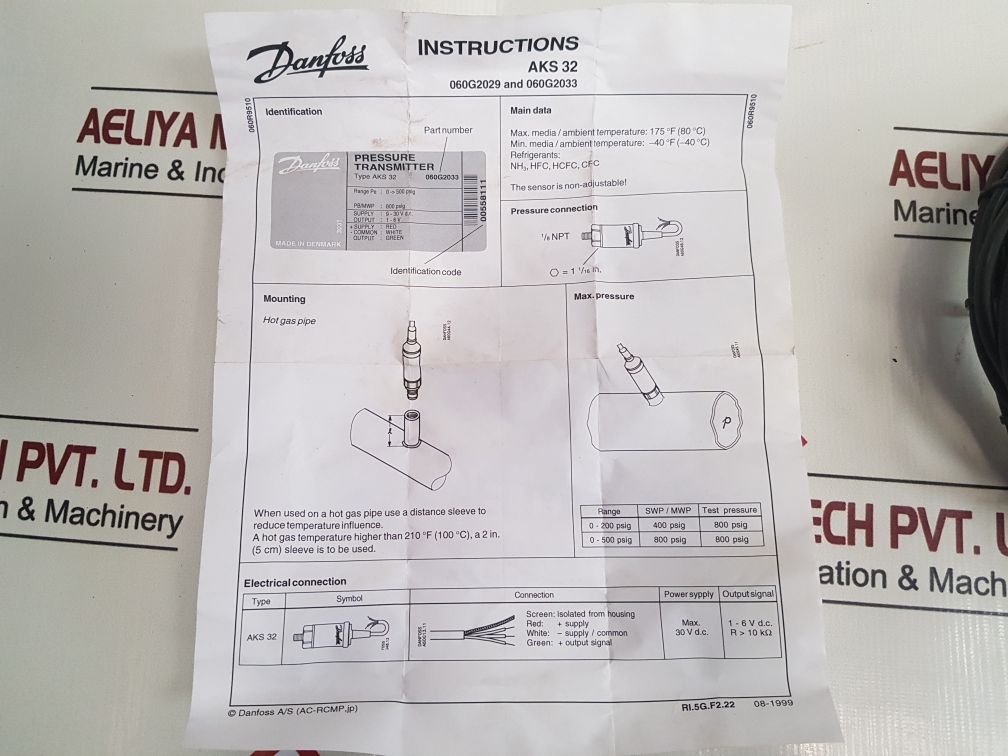 Danfoss
INSTRUCTIONS
AKS 32
060G2029 and 060G2033
060R9510
060R9510
Identification
Part number
Danfoss
PRESSURE
TRANSMITTER
Type AKS 32 060G2033
Range Pe : 0 -> 500 psig
PB/MWP : 800 psig
SUPPLY : 9 - 30 V d.c.
OUTPUT : 1 - 6 V
+ SUPPLY : RED
- COMMON : WHITE
OUTPUT : GREEN
MADE IN DENMARK
00558111
Identification code
Main data
Max. media / ambient temperature: 175 °F (80 °C)
Min. media / ambient temperature: –40 °F (–40 °C)
Refrigerants:
NH₃, HFC, HCFC, CFC
The sensor is non-adjustable!
Pressure connection
1/8 NPT
Danfoss
= 1 1/16 in.
Mounting
Hot gas pipe
When used on a hot gas pipe use a distance sleeve to
reduce temperature influence.
A hot gas temperature higher than 210 °F (100 °C), a 2 in.
(5 cm) sleeve is to be used.
Max. pressure
P
Range SWP / MWP Test pressure
0 - 200 psig 400 psig 800 psig
0 - 500 psig 800 psig 800 psig
Electrical connection
Type Symbol Connection Power supply Output signal
AKS 32
Danfoss
Screen: Isolated from housing
Red: + supply
White: – supply / common
Green: + output signal
Max.
30 V d.c.
1 - 6 V d.c.
R > 10 kΩ
© Danfoss A/S (AC-RCMP.jp)
RI.5G.F2.22 08-1999
AELIYA M
Marine & Ind
AELIY
Marine
I PVT. LTD.
n & Machinery
ECH PVT. L
ation & Mach